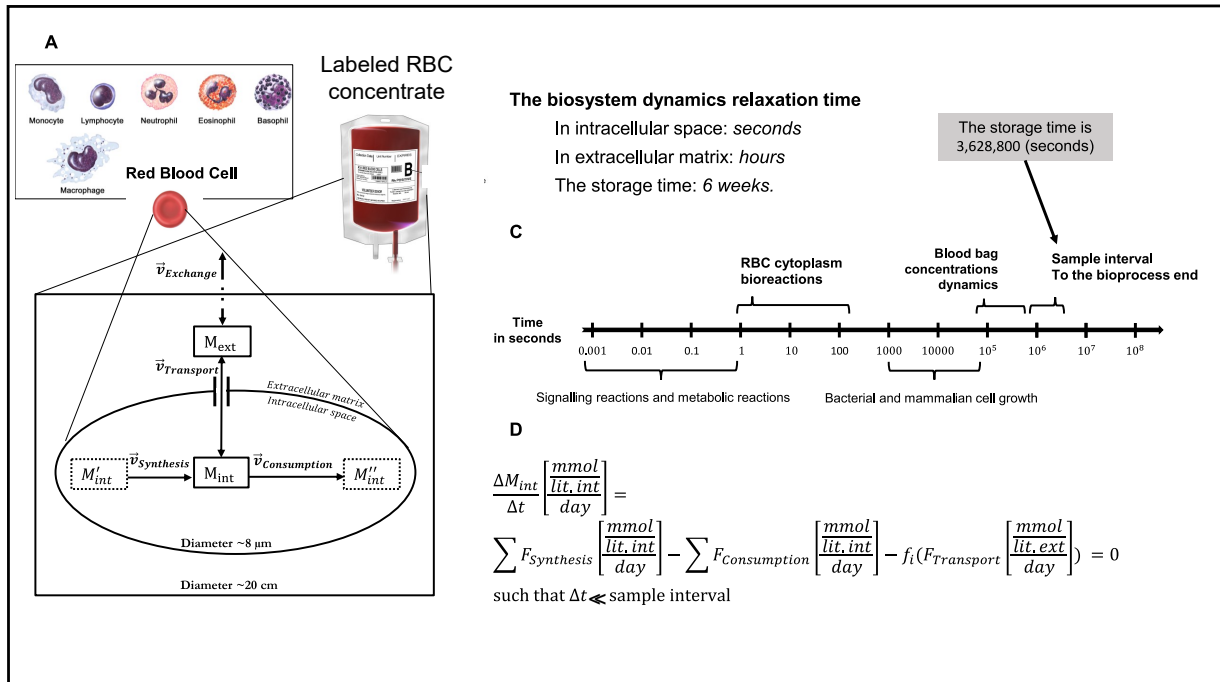 A
Monocyte
Lymphocyte
Neutrophil
Eosinophil
Basophil
Macrophage
Red Blood Cell
Labeled RBC
concentrate
B
The biosystem dynamics relaxation time
In intracellular space: seconds
In extracellular matrix: hours
The storage time: 6 weeks.
The storage time is
3,628,800 (seconds)
v⃗Exchange
Mext
v⃗Transport
Extracellular matrix
Intracellular space
M′int
v⃗Synthesis
Mint
v⃗Consumption
M′′int
Diameter ~8 μm
Diameter ~20 cm
C
RBC cytoplasm
bioreactions
Blood bag
concentrations
dynamics
Sample interval
To the bioprocess end
Time
in seconds
0.001 0.01 0.1 1 10 100 1000 10000 10⁵ 10⁶ 10⁷ 10⁸
Signalling reactions and metabolic reactions
Bacterial and mammalian cell growth
D
ΔMint/Δt [mmol/lit. int/day] =
∑ FSynthesis [mmol/lit. int/day] − ∑ FConsumption [mmol/lit. int/day] − fi(FTransport [mmol/lit. ext/day]) = 0
such that Δt ≪ sample interval